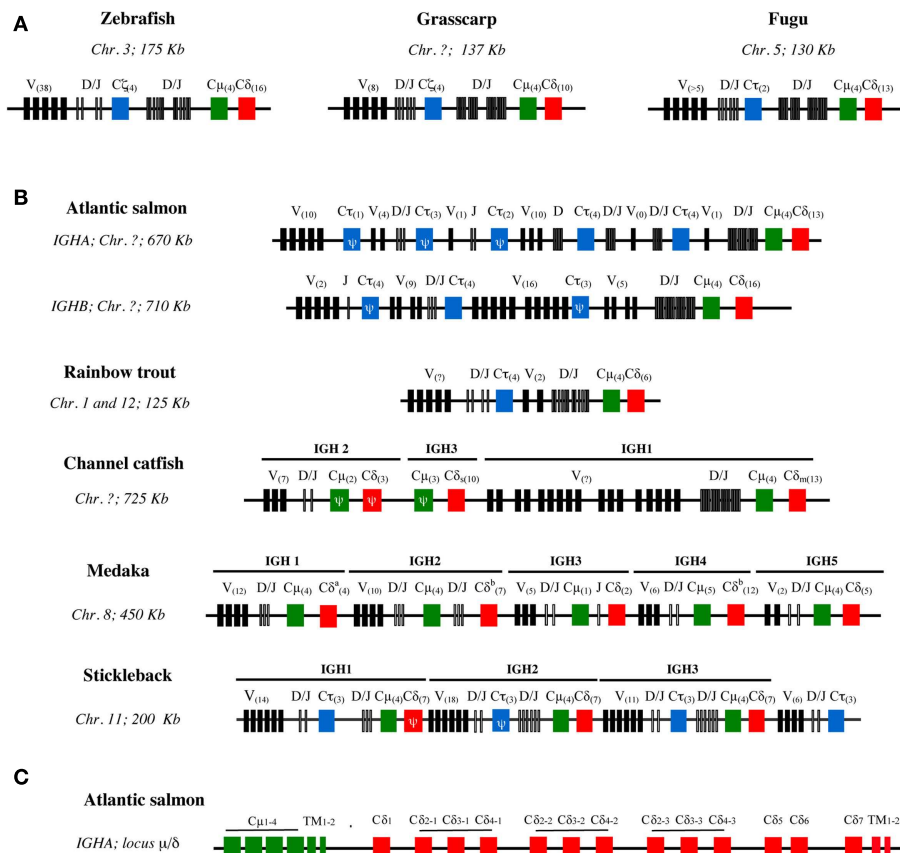 A
Zebrafish Grasscarp Fugu
Chr. 3; 175 Kb Chr. ?; 137 Kb Chr. 5; 130 Kb
V(38) D/J Cζ(4) D/J Cμ(4) Cδ(16) V(8) D/J Cζ(4) D/J Cμ(4) Cδ(10) V(>5) D/J Cτ(2) D/J Cμ(4) Cδ(13)
B
Atlantic salmon
V(10) Cτ(1) V(4) D/J Cτ(3) V(1) J Cτ(2) V(10) D Cτ(4) D/J V(0) D/J Cτ(4) V(1) D/J Cμ(4) Cδ(13)
IGHA; Chr. ?; 670 Kb ψ ψ ψ
V(2) J Cτ(4) V(9) D/J Cτ(4) V(16) Cτ(3) V(5) D/J Cμ(4) Cδ(16)
IGHB; Chr. ?; 710 Kb ψ ψ
Rainbow trout
V(?) D/J Cτ(4) V(2) D/J Cμ(4) Cδ(6)
Chr. 1 and 12; 125 Kb
IGH 2 IGH3 IGH1
Channel catfish
V(7) D/J Cμ(2) Cδ(3) Cμ(3) Cδs(10) V(?) D/J Cμ(4) Cδm(13)
Chr. ?; 725 Kb ψ ψ ψ
IGH 1 IGH2 IGH3 IGH4 IGH5
Medaka
V(12) D/J Cμ(4) Cδa(4) V(10) D/J Cμ(4) D/J Cδb(7) V(5) D/J Cμ(1) J Cδ(2) V(6) D/J Cμ(5) Cδb(12) V(2) D/J Cμ(4) Cδ(5)
Chr. 8; 450 Kb
IGH1 IGH2 IGH3
Stickleback
V(14) D/J Cτ(3) D/J Cμ(4) Cδ(7) V(18) D/J Cτ(3) D/J Cμ(4) Cδ(7) V(11) D/J Cτ(3) D/J Cμ(4) Cδ(7) V(6) D/J Cτ(3)
Chr. 11; 200 Kb ψ ψ
C
Atlantic salmon
Cμ1-4 TM1-2 Cδ1 Cδ2-1 Cδ3-1 Cδ4-1 Cδ2-2 Cδ3-2 Cδ4-2 Cδ2-3 Cδ3-3 Cδ4-3 Cδ5 Cδ6 Cδ7 TM1-2
IGHA; locus μ/δ